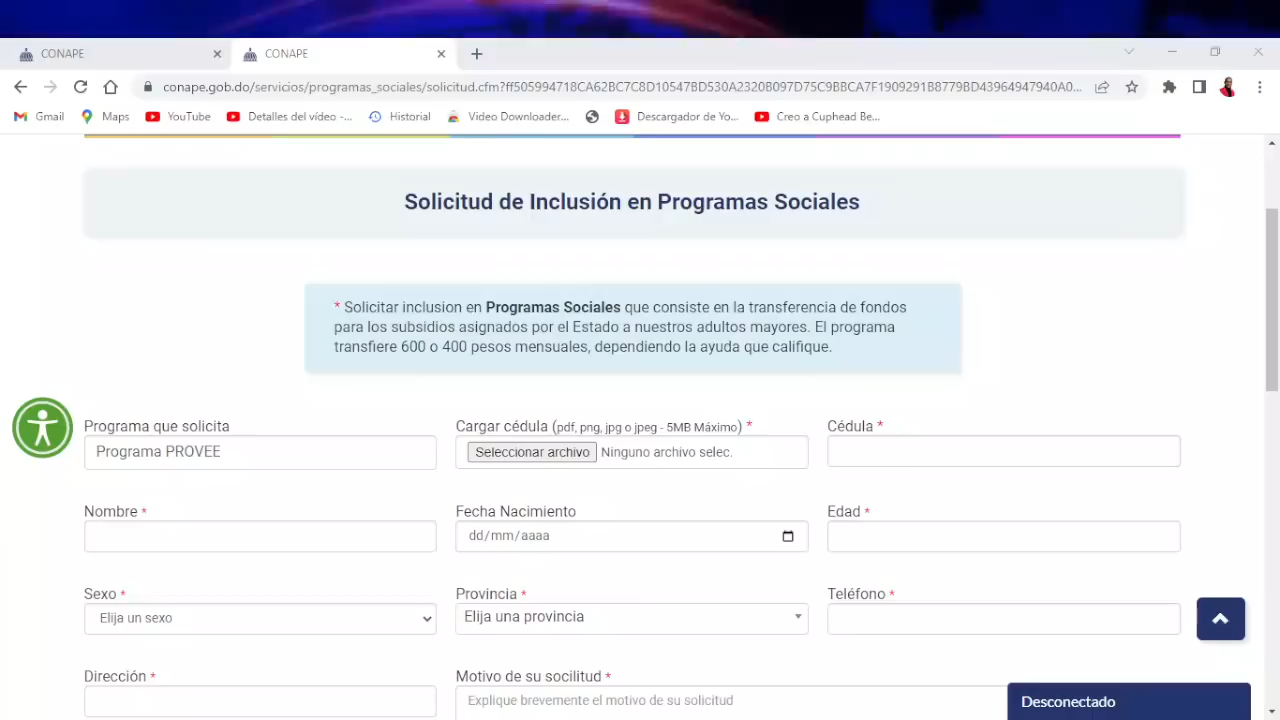 CONAPE
CONAPE
conape.gob.do/servicios/programas_sociales/solicitud.cfm?ff505994718CA62BC7C8D10547BD530A2320B097D75C9BBCA7F1909291B8779BD43964947940A0...
Gmail Maps YouTube Detalles del vídeo -... Historial Video Downloader... Descargador de Yo... Creo a Cuphead Be...
Solicitud de Inclusión en Programas Sociales
* Solicitar inclusion en Programas Sociales que consiste en la transferencia de fondos
para los subsidios asignados por el Estado a nuestros adultos mayores. El programa
transfiere 600 o 400 pesos mensuales, dependiendo la ayuda que califique.
Programa que solicita Cargar cédula (pdf, png, jpg o jpeg - 5MB Máximo) * Cédula *
Programa PROVEE Seleccionar archivo Ninguno archivo selec.
Nombre * Fecha Nacimiento Edad *
dd/mm/aaaa
Sexo * Provincia * Teléfono *
Elija un sexo Elija una provincia
Dirección * Motivo de su socilitud *
Explique brevemente el motivo de su solicitud
Desconectado